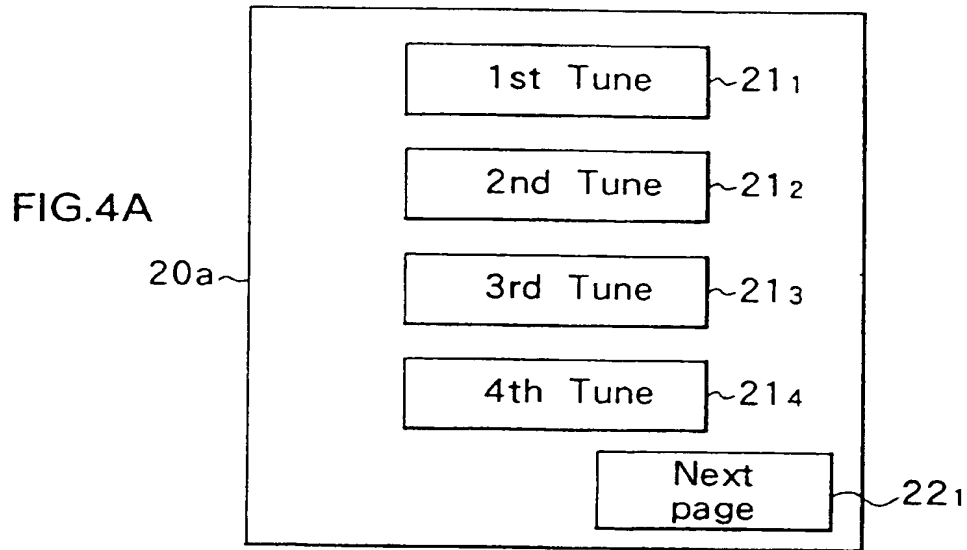 1st Tune 21₁
2nd Tune 21₂
FIG.4A
20a
3rd Tune 21₃
4th Tune 21₄
Next
page 22₁